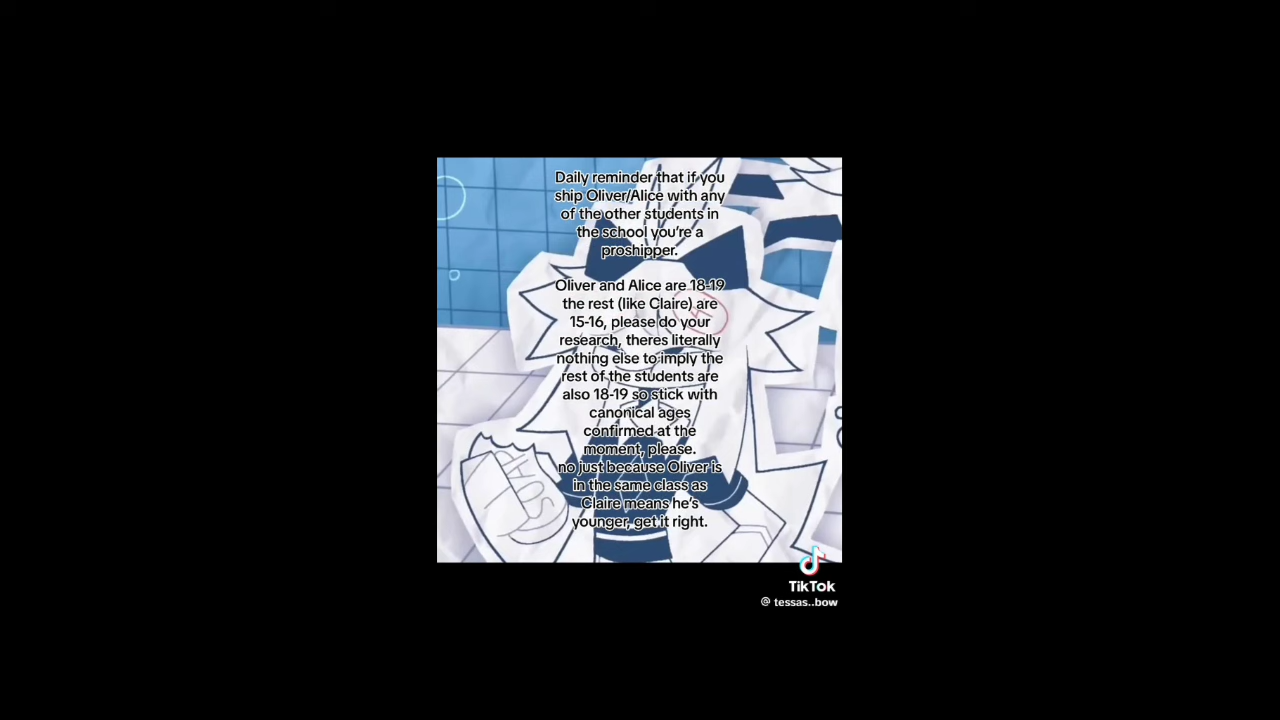 Daily reminder that if you
ship Oliver/Alice with any
of the other students in
the school you're a
proshipper.
Oliver and Alice are 18-19
the rest (like Claire) are
15-16, please do your
research, theres literally
nothing else to imply the
rest of the students are
also 18-19 so stick with
canonical ages
confirmed at the
moment, please.
no just because Oliver is
in the same class as
Claire means he's
younger, get it right.
TikTok
@ tessas..bow